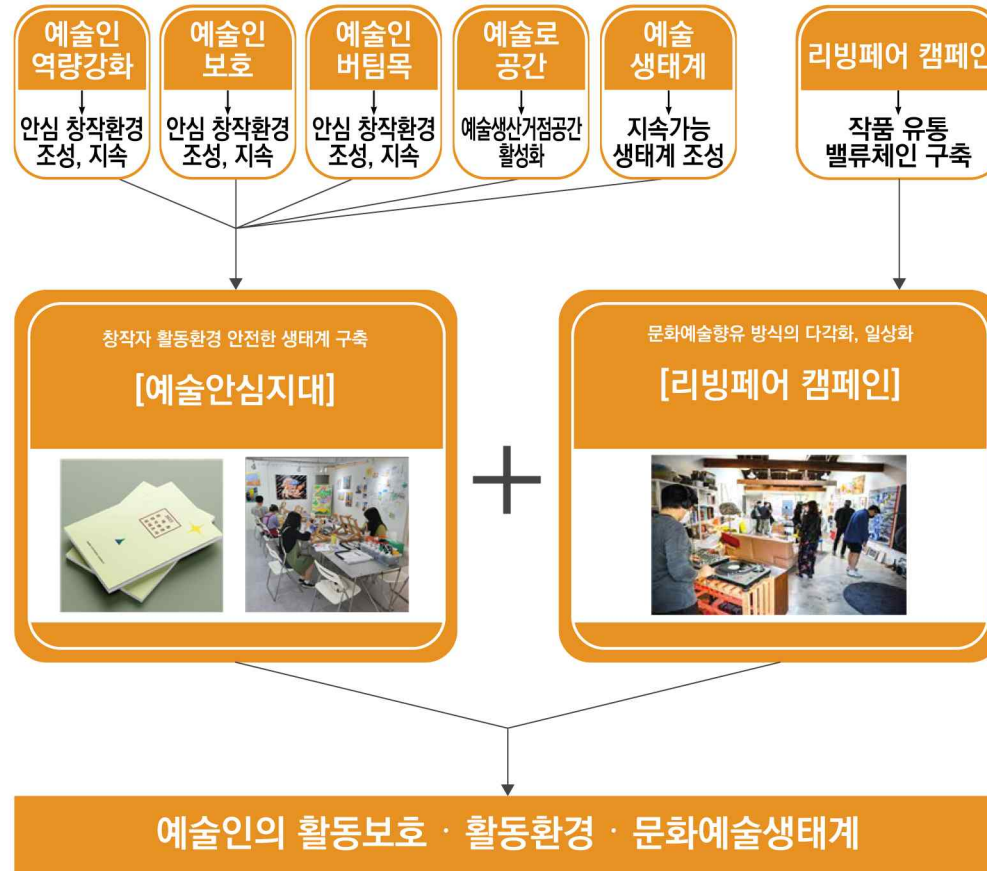 예술인
역량강화
안심 창작환경
조성, 지속
예술인
보호
안심 창작환경
조성, 지속
예술인
버팀목
안심 창작환경
조성, 지속
예술로
공간
예술생산거점공간
활성화
예술
생태계
지속가능
생태계 조성
리빙페어 캠페인
작품 유통
밸류체인 구축
창작자 활동환경 안전한 생태계 구축
[예술안심지대]
문화예술향유 방식의 다각화, 일상화
[리빙페어 캠페인]
예술인의 활동보호 · 활동환경 · 문화예술생태계